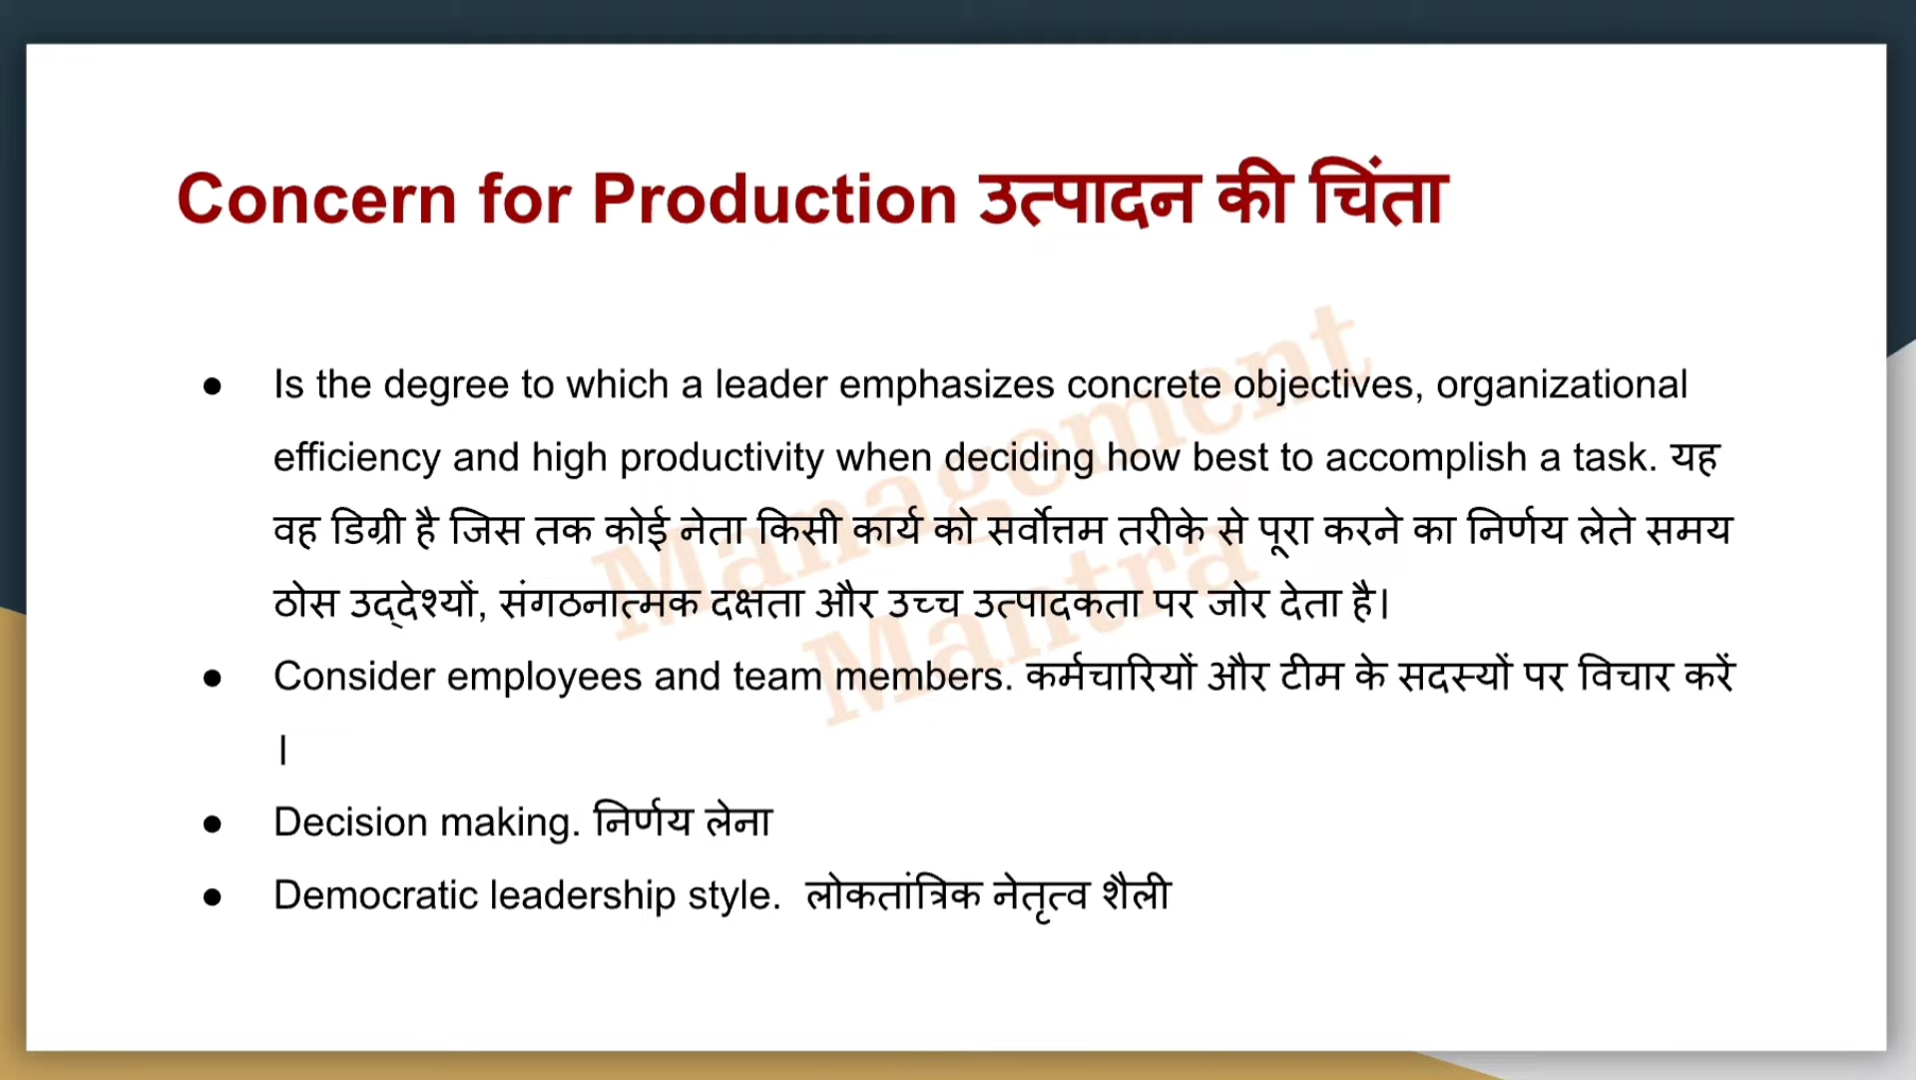 Concern for Production उत्पादन की चिंता
● Is the degree to which a leader emphasizes concrete objectives, organizational
efficiency and high productivity when deciding how best to accomplish a task. यह
वह डिग्री है जिस तक कोई नेता किसी कार्य को सर्वोत्तम तरीके से पूरा करने का निर्णय लेते समय
ठोस उद्देश्यों, संगठनात्मक दक्षता और उच्च उत्पादकता पर जोर देता है।
● Consider employees and team members. कर्मचारियों और टीम के सदस्यों पर विचार करें
।
● Decision making. निर्णय लेना
● Democratic leadership style. लोकतांत्रिक नेतृत्व शैली
Management
Mantra